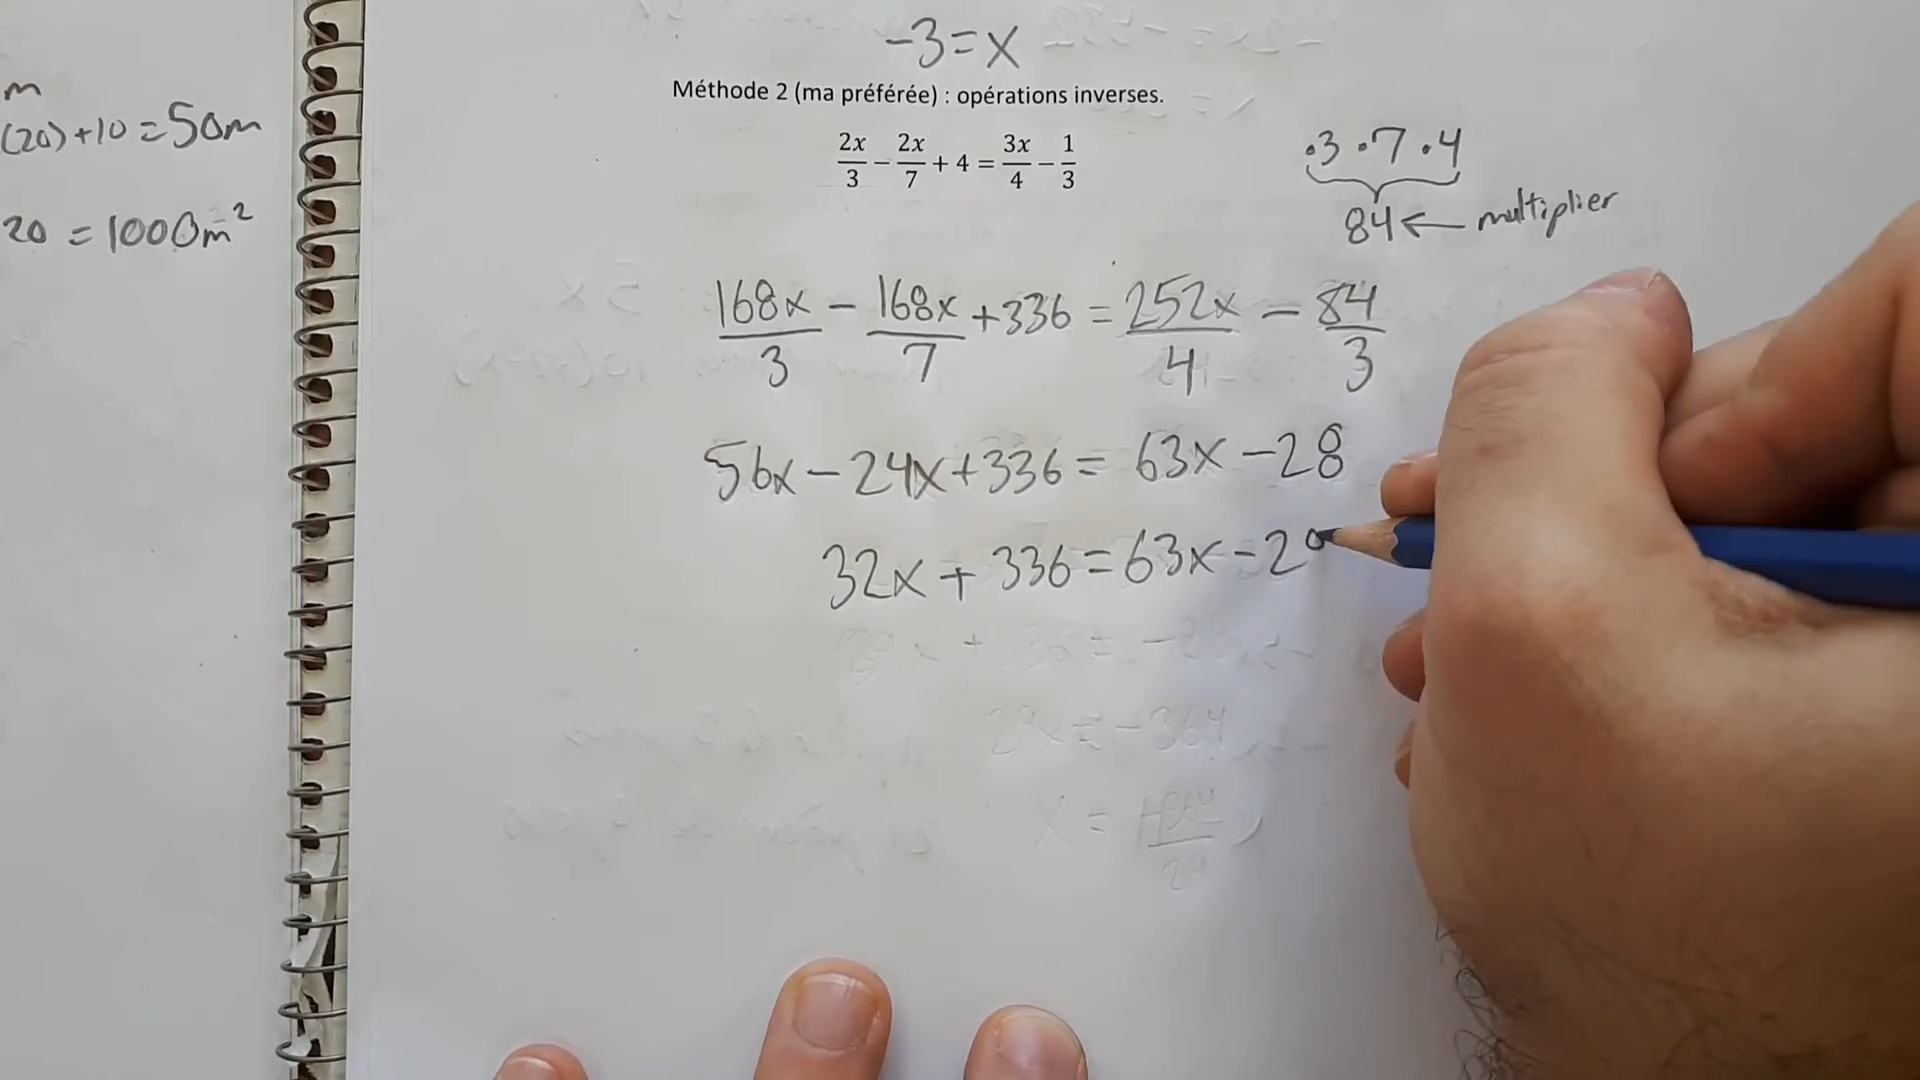 m
(20) + 10 = 50m
20 = 1000m²
-3 = x
Méthode 2 (ma préférée) : opérations inverses.
2x/3 − 2x/7 + 4 = 3x/4 − 1/3
·3 ·7 ·4
84 ← multiplier
168x/3 − 168x/7 + 336 = 252x/4 − 84/3
56x − 24x + 336 = 63x − 28
32x + 336 = 63x − 2